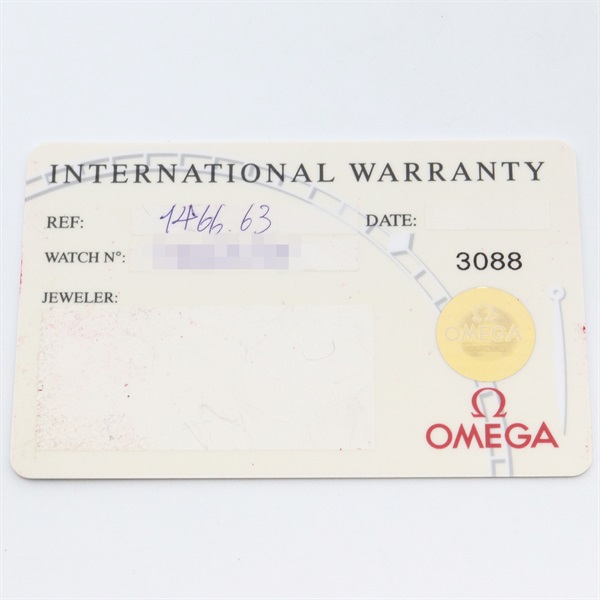 INTERNATIONAL WARRANTY
REF: 1466.63 DATE:
WATCH N°:
3088
JEWELER:
OMEGA
Ω
OMEGA